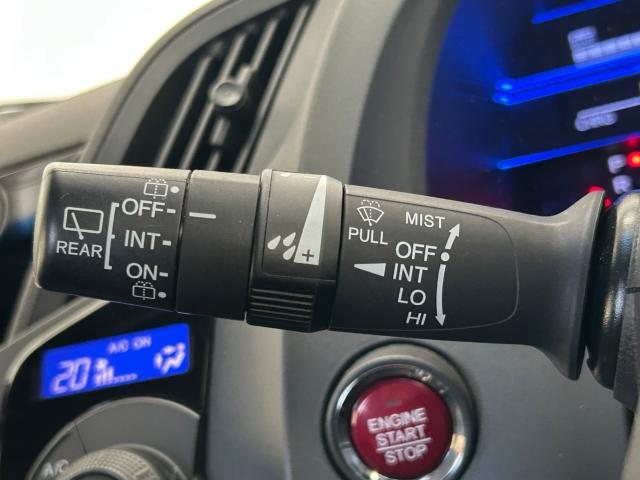 OFF
REAR
INT
ON
PULL
MIST
OFF
INT
LO
HI
A/C ON
20
A/C
ENGINE
START
STOP
P
R